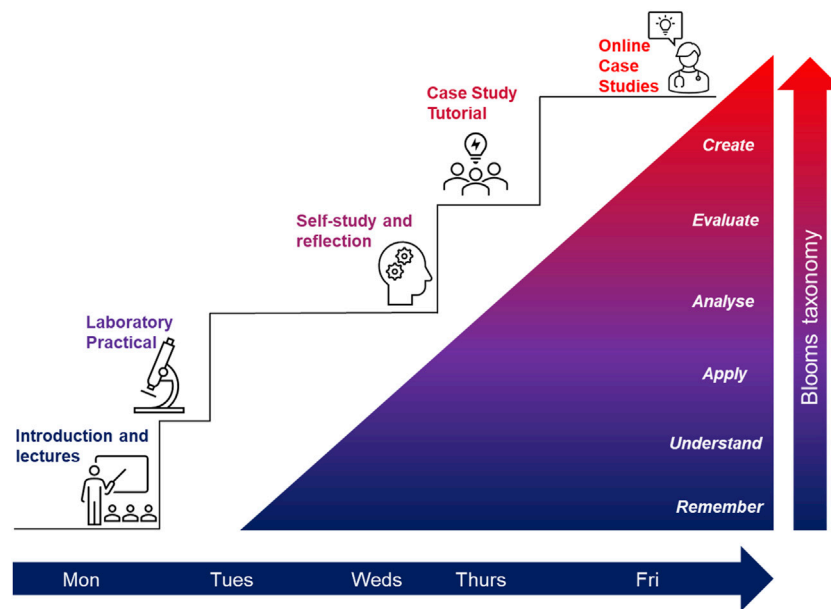 Online
Case
Studies
Case Study
Tutorial
Self-study and
reflection
Laboratory
Practical
Introduction and
lectures
Create
Evaluate
Analyse
Apply
Understand
Remember
Blooms taxonomy
Mon Tues Weds Thurs Fri